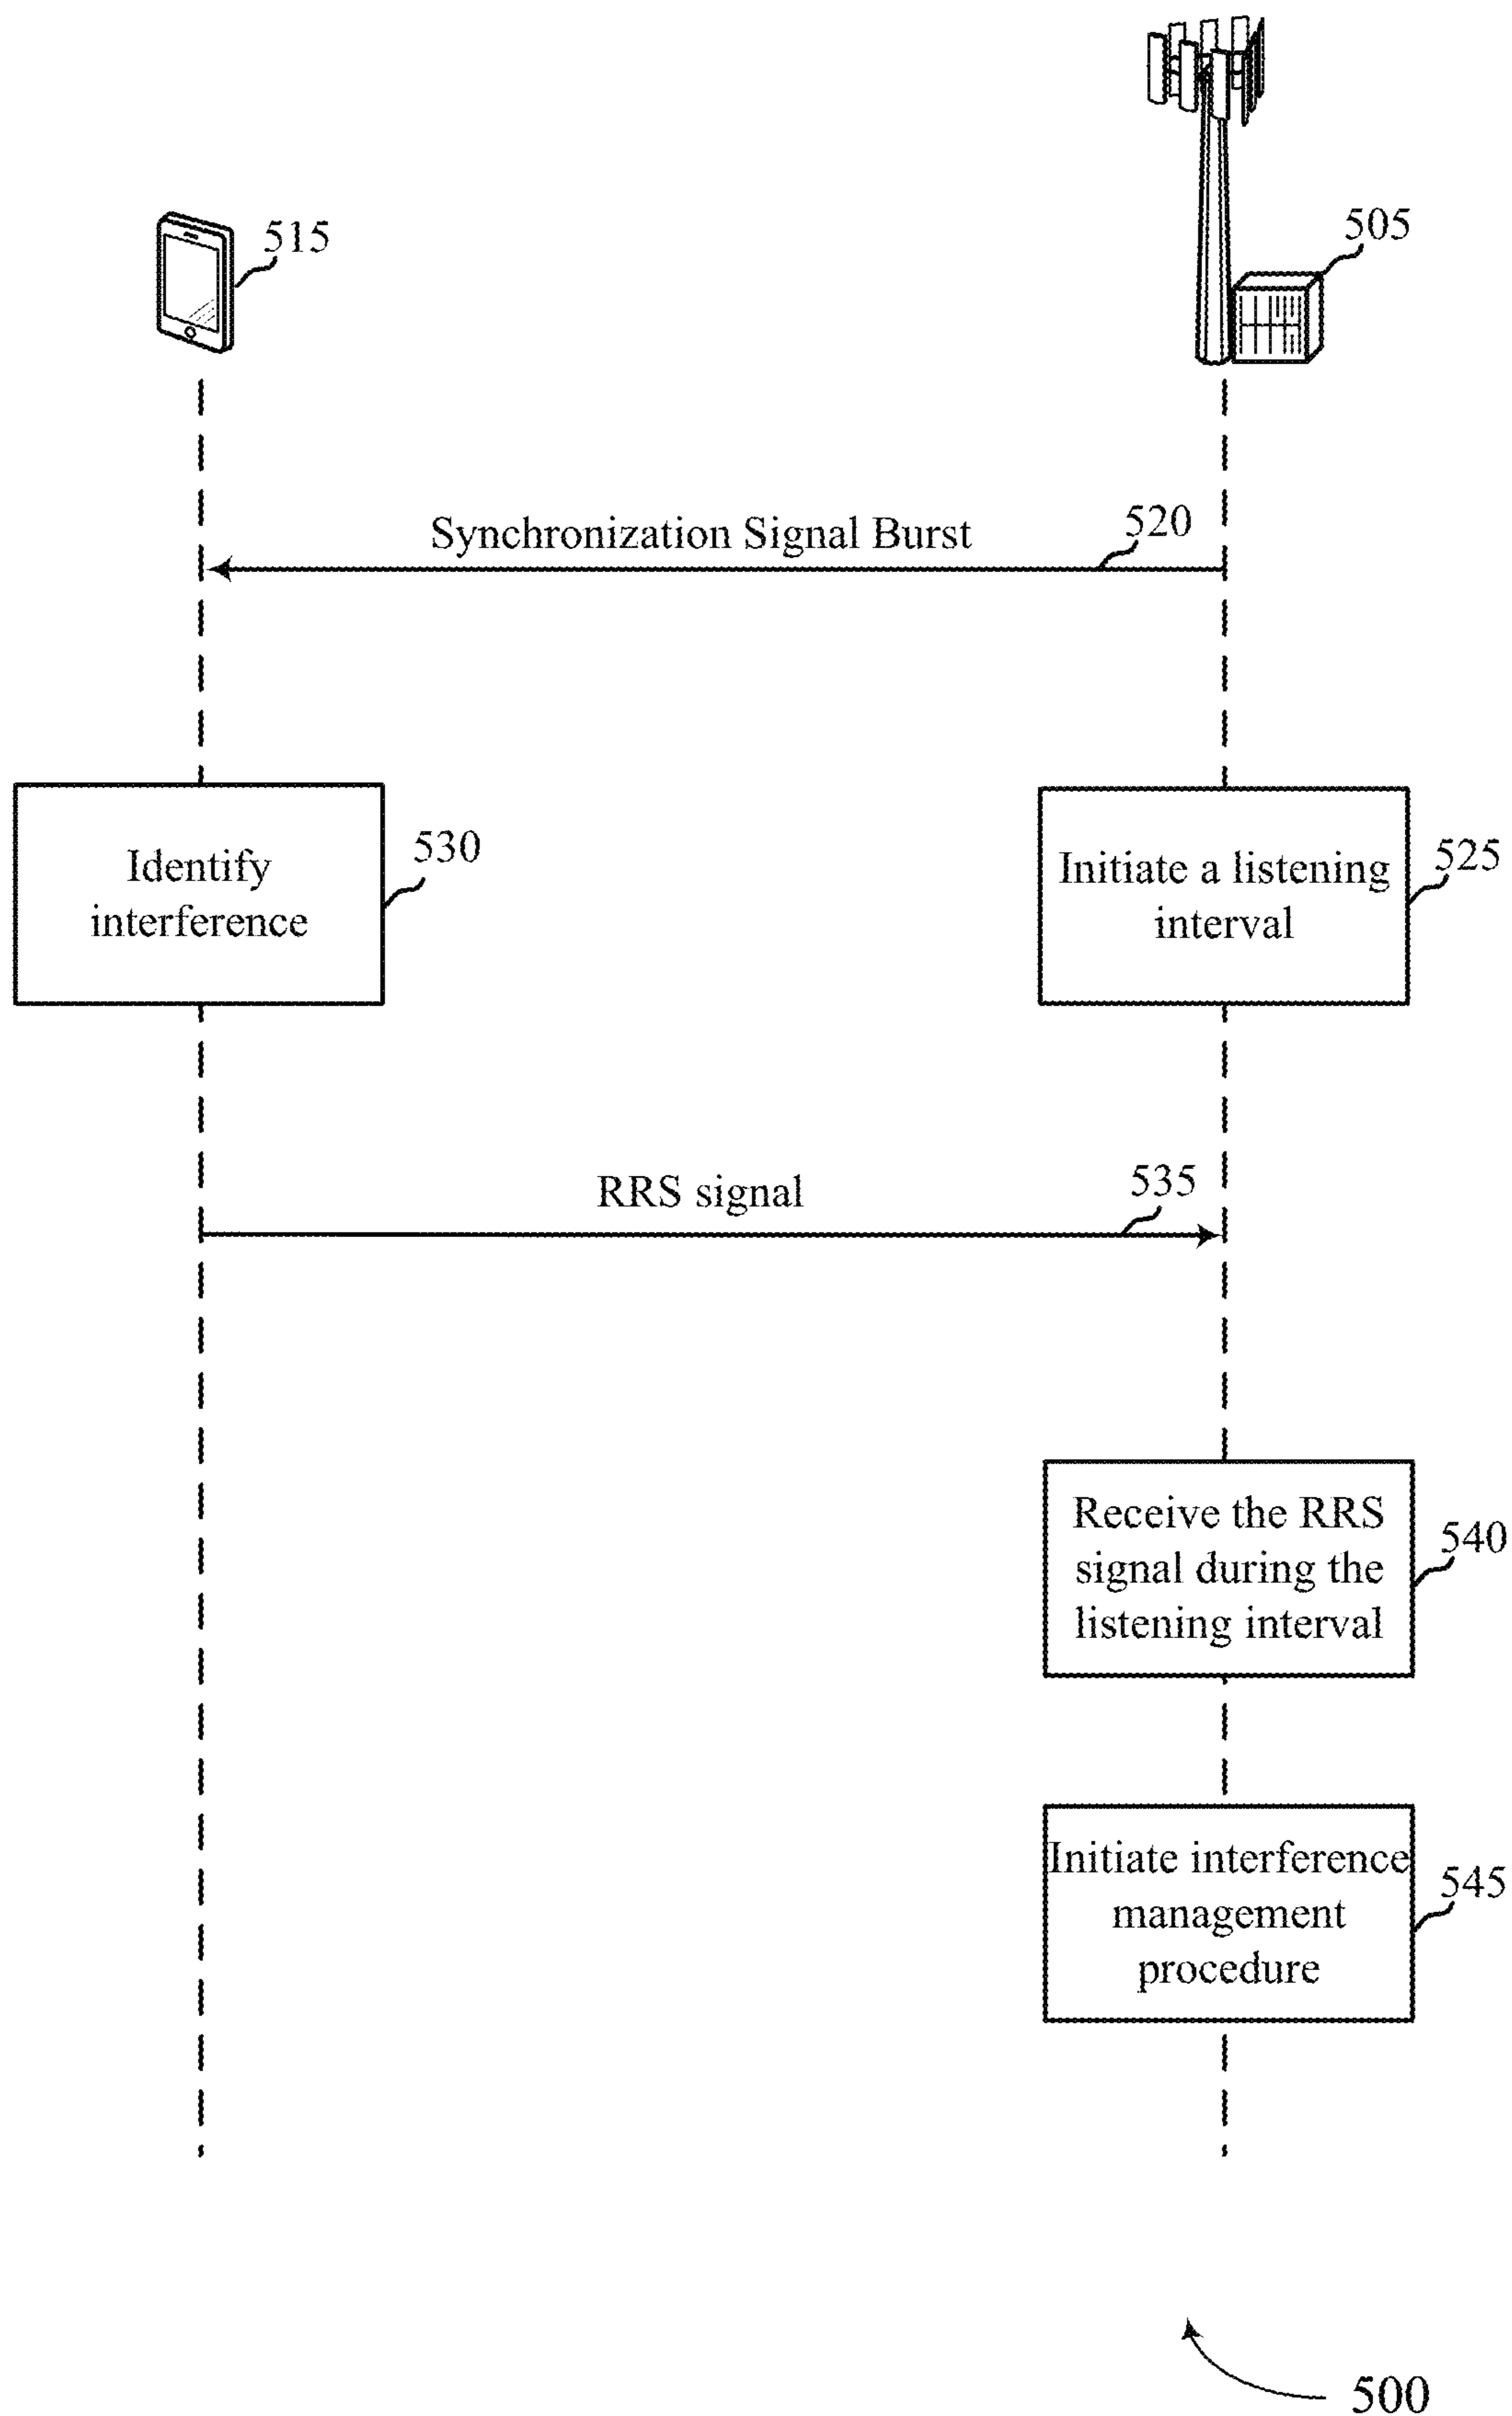 515
505
Synchronization Signal Burst
520
Identify
interference
530
Initiate a listening
interval
525
RRS signal
535
Receive the RRS
signal during the
listening interval
540
Initiate interference
management
procedure
545
500